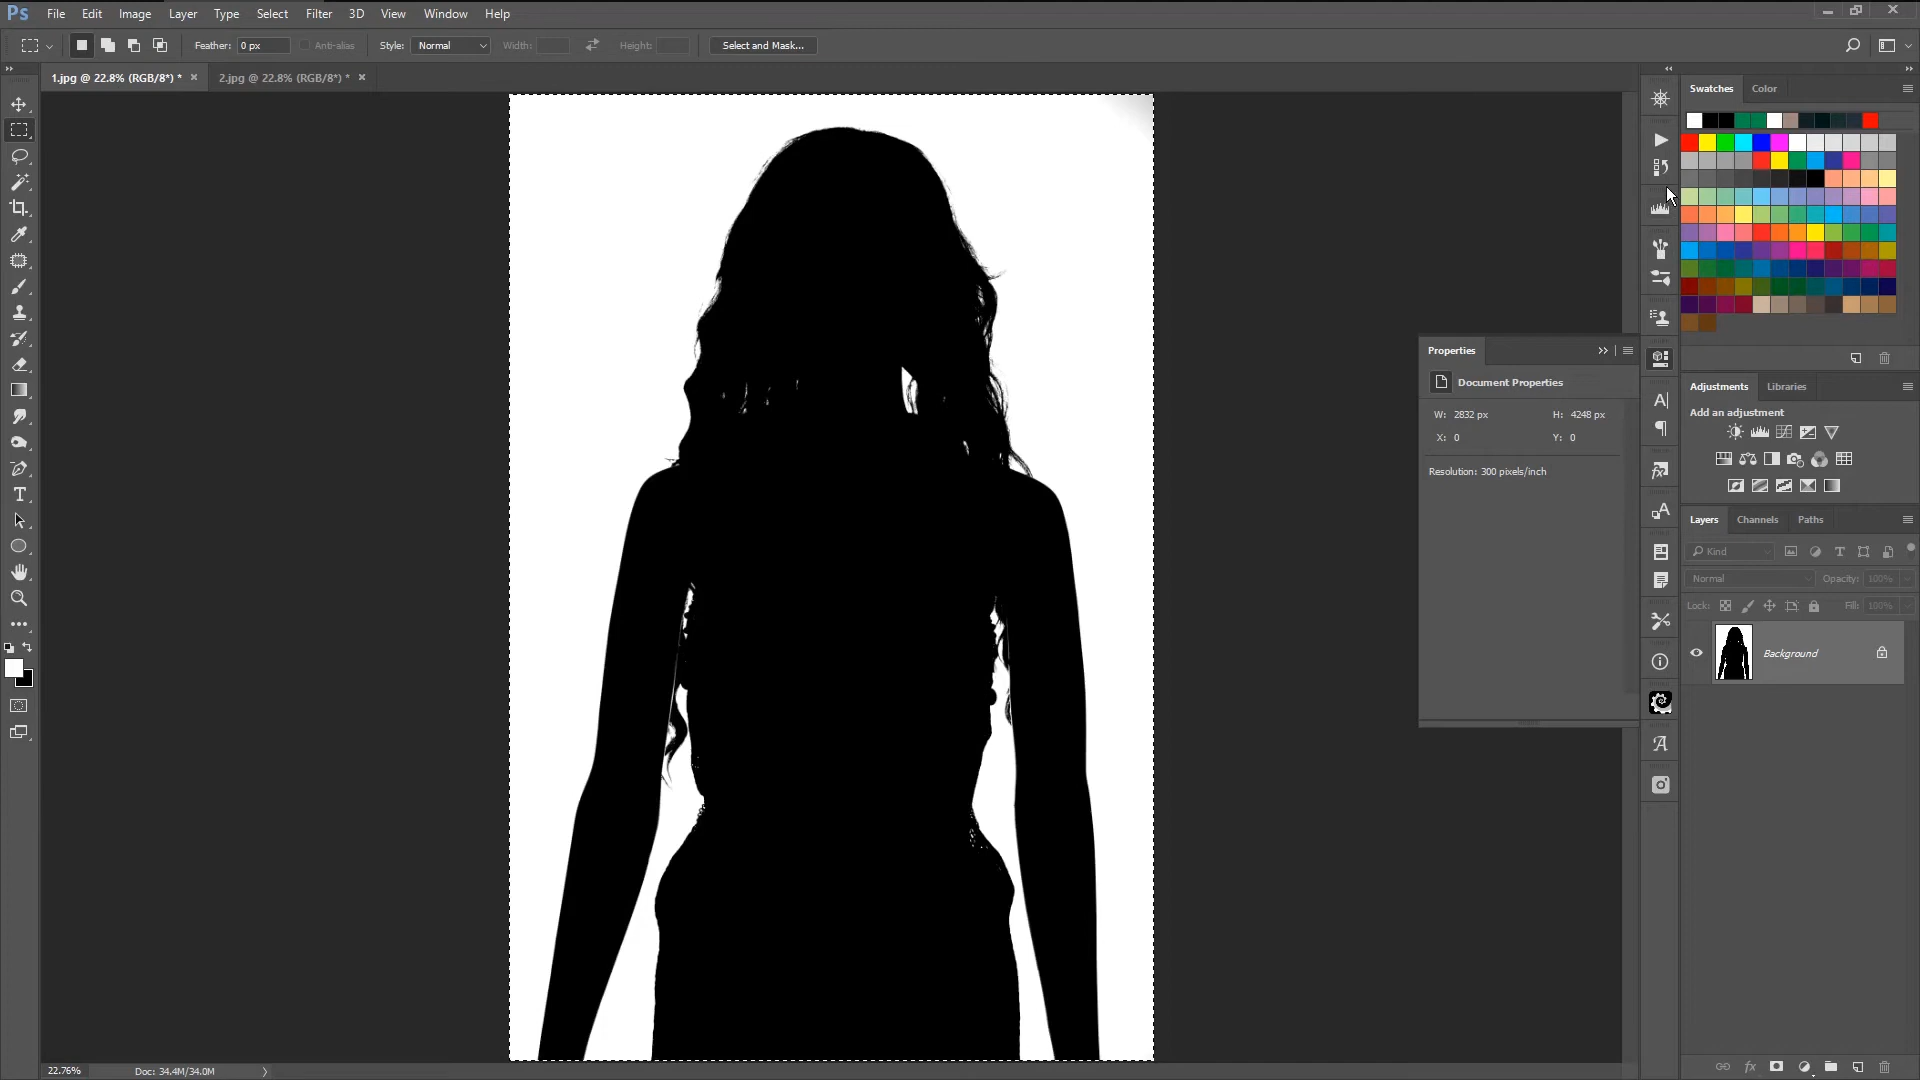 Ps File Edit Image Layer Type Select Filter 3D View Window Help
Feather: 0 px Anti-alias Style: Normal Width: Height: Select and Mask...
1.jpg @ 22.8% (RGB/8*) * × 2.jpg @ 22.8% (RGB/8*) * ×
Swatches Color
Properties
Document Properties
W: 2832 px H: 4248 px
X: 0 Y: 0
Resolution: 300 pixels/inch
Adjustments Libraries
Add an adjustment
Layers Channels Paths
Kind
Normal Opacity: 100%
Lock: Fill: 100%
Background
22.76% Doc: 34.4M/34.0M